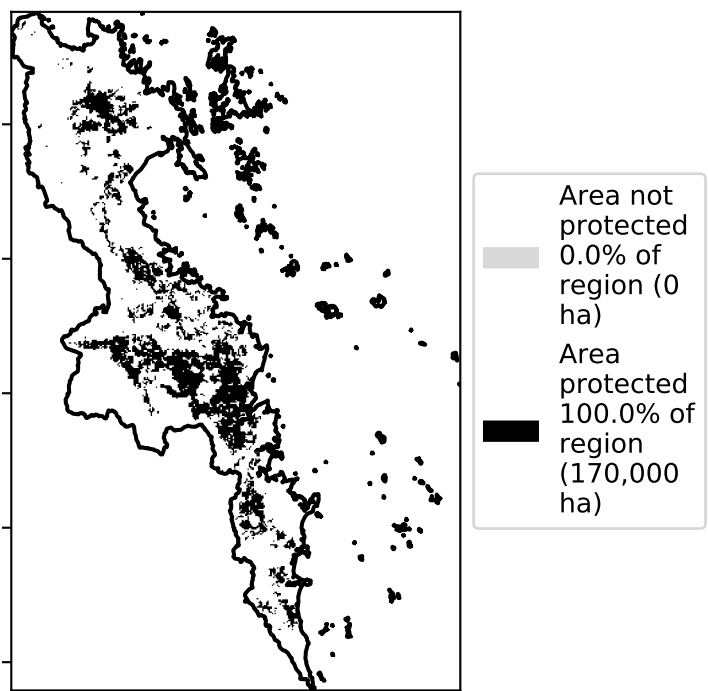 Area not
protected
0.0% of
region (0
ha)
Area
protected
100.0% of
region
(170,000
ha)